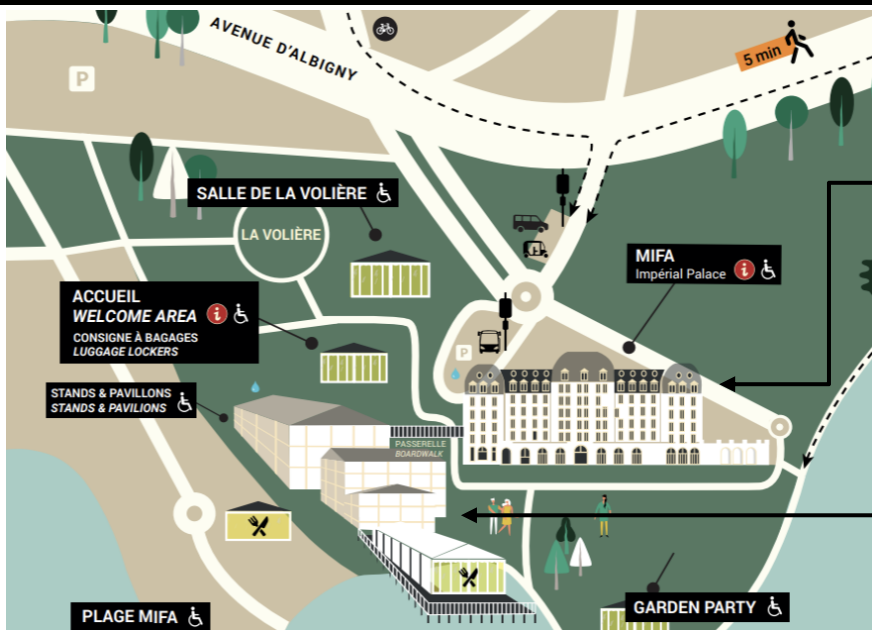 AVENUE D'ALBIGNY
5 min
P
SALLE DE LA VOLIÈRE
LA VOLIÈRE
MIFA
Impérial Palace i
ACCUEIL
WELCOME AREA i
CONSIGNE À BAGAGES
LUGGAGE LOCKERS
P
STANDS & PAVILLONS
STANDS & PAVILIONS
PASSERELLE
BOARDWALK
PLAGE MIFA
GARDEN PARTY